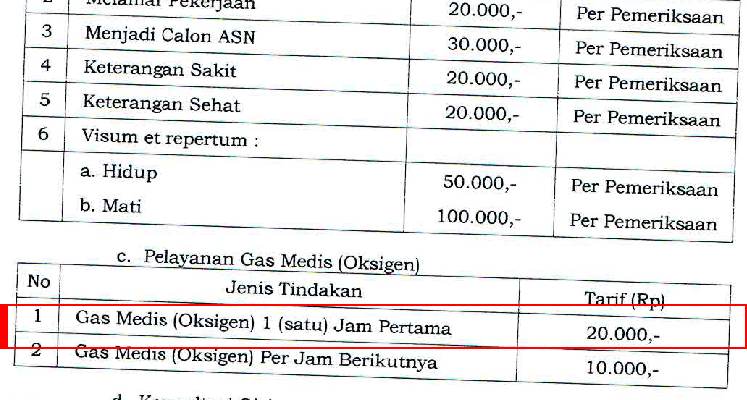 2 Melamar Pekerjaan 20.000,- Per Pemeriksaan
3 Menjadi Calon ASN 30.000,- Per Pemeriksaan
4 Keterangan Sakit 20.000,- Per Pemeriksaan
5 Keterangan Sehat 20.000,- Per Pemeriksaan
6 Visum et repertum :
a. Hidup 50.000,- Per Pemeriksaan
b. Mati 100.000,- Per Pemeriksaan
c. Pelayanan Gas Medis (Oksigen)
No Jenis Tindakan Tarif (Rp)
1 Gas Medis (Oksigen) 1 (satu) Jam Pertama 20.000,-
2 Gas Medis (Oksigen) Per Jam Berikutnya 10.000,-